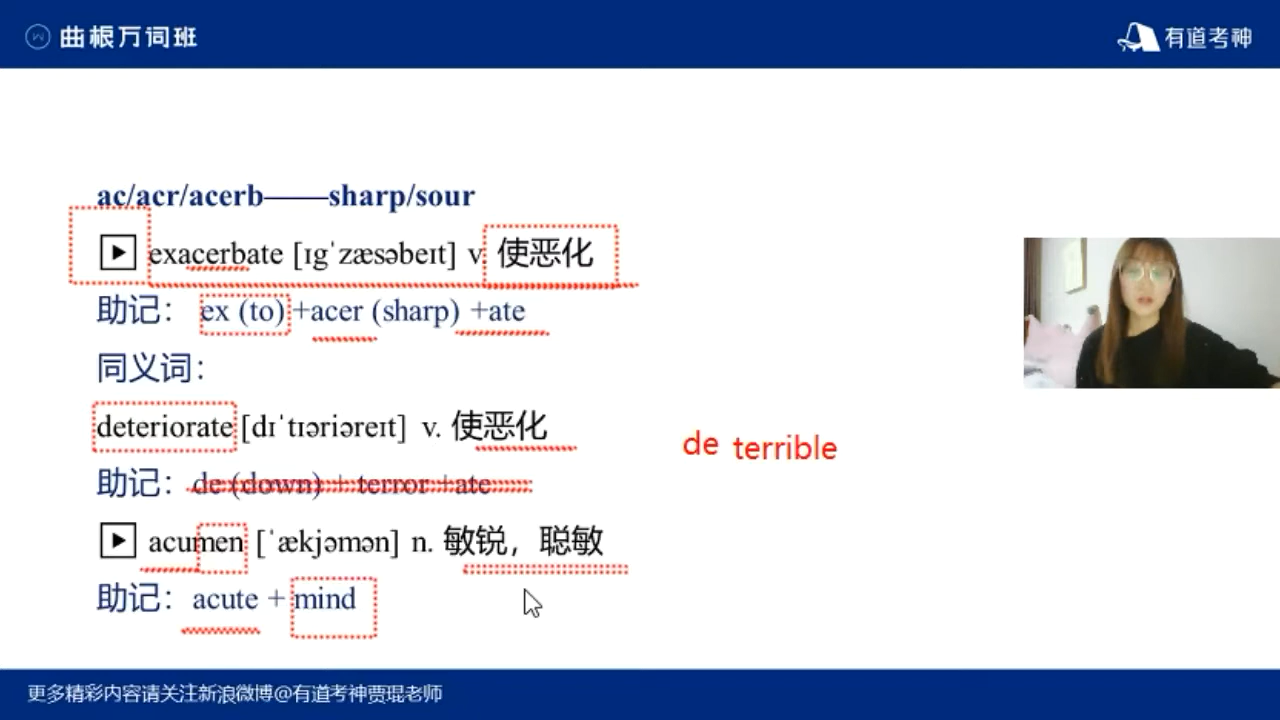 曲根万词班
有道考神
ac/acr/acerb——sharp/sour
exacerbate [ɪgˈzæsəbeɪt] v. 使恶化
助记： ex (to) +acer (sharp) +ate
同义词：
deteriorate [dɪˈtɪəriəreɪt] v. 使恶化
de terrible
助记：de (down) + terror +ate
acumen [ˈækjəmən] n. 敏锐，聪敏
助记：acute + mind
更多精彩内容请关注新浪微博@有道考神贾琨老师